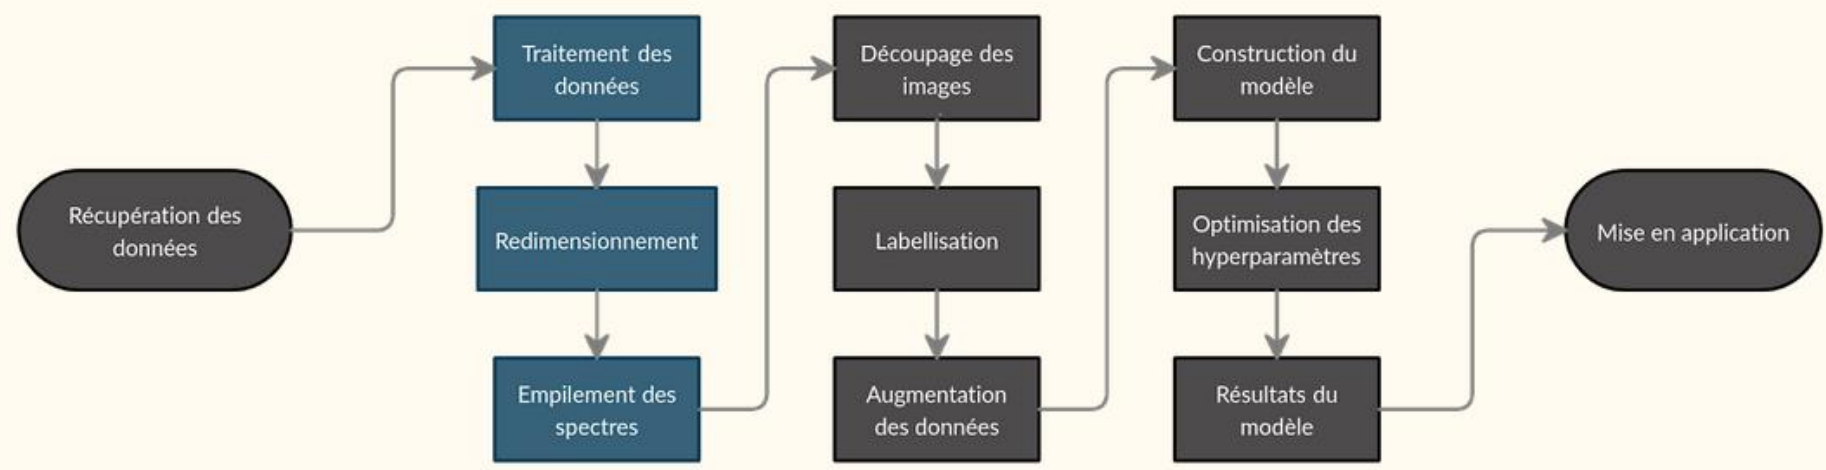 Récupération des
données
Traitement des
données
Redimensionnement
Empilement des
spectres
Découpage des
images
Labellisation
Augmentation
des données
Construction du
modèle
Optimisation des
hyperparamètres
Résultats du
modèle
Mise en application